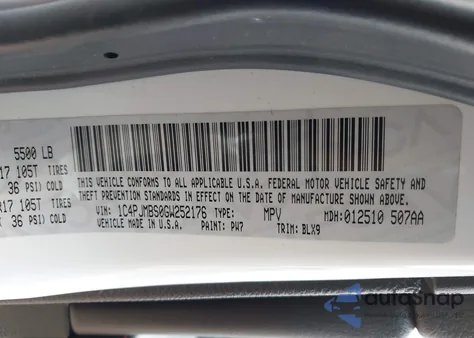 5500 LB
17 105T TIRES
36 PSI) COLD
R17 105T TIRES
36 PSI) COLD
THIS VEHICLE CONFORMS TO ALL APPLICABLE U.S.A. FEDERAL MOTOR VEHICLE SAFETY AND
THEFT PREVENTION STANDARDS IN EFFECT ON THE DATE OF MANUFACTURE SHOWN ABOVE.
VIN: 1C4PJMBS0GW252176 TYPE: MPV MDH: 012510 507AA
VEHICLE MADE IN U.S.A. PAINT: PW7 TRIM: BLX9
autoSnap